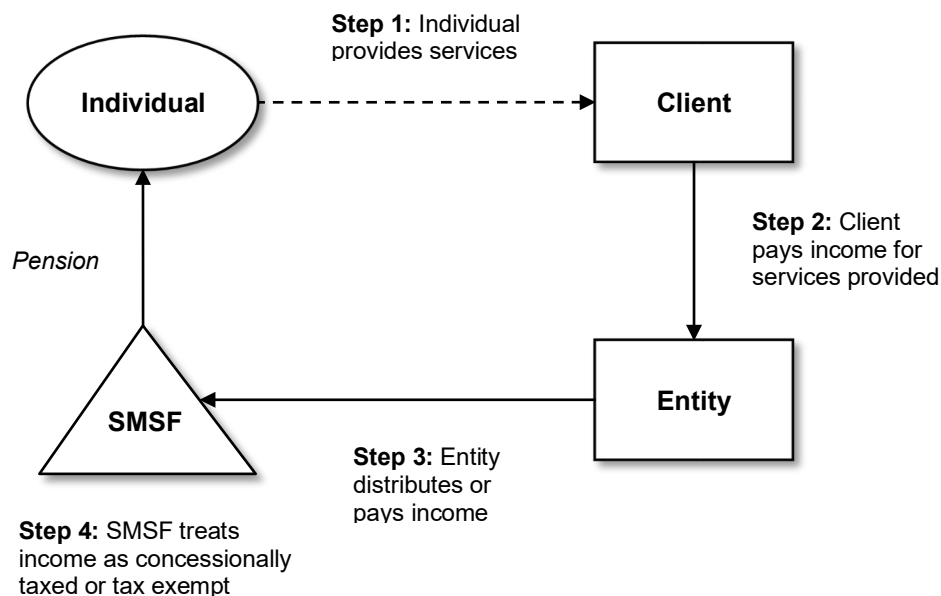 Step 1: Individual
provides services
Individual
Client
Step 2: Client
pays income for
services provided
Pension
SMSF
Entity
Step 3: Entity
distributes or
pays income
Step 4: SMSF treats
income as concessionally
taxed or tax exempt